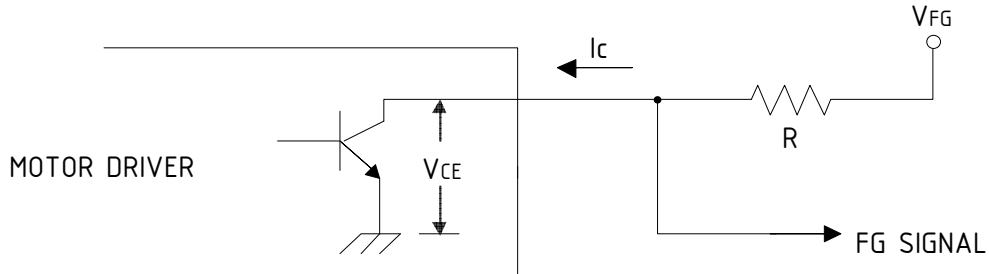 VFG
Ic
R
MOTOR DRIVER
VCE
FG SIGNAL